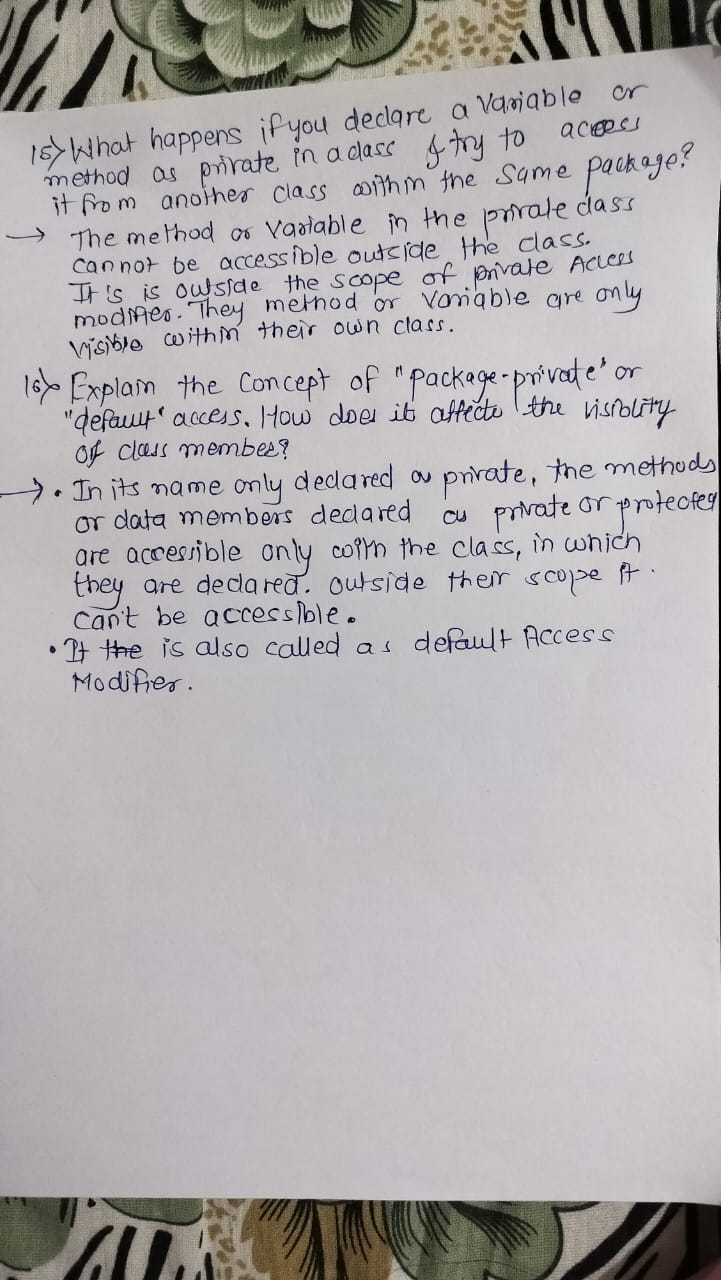 15) What happens if you declare a Variable or
method as private in a class & try to access
it from another class within the same package?
→ The method or Variable in the private class
cannot be accessible outside the class.
It's is outside the scope of private Access
modifier. They method or Variable are only
visible within their own class.
16) Explain the Concept of "package-private" or
"default" access. How does it affects the visiblity
of class member?
→ • In its name only declared as private, the methods
or data members declared as private or protected
are accessible only with the class, in which
they are declared. outside their scope it
can't be accessible.
• It the is also called as default Access
Modifier.